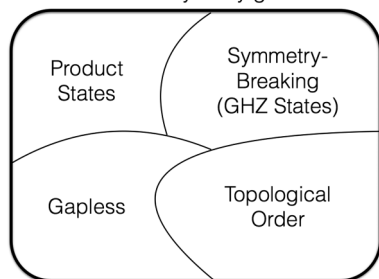 Product
States
Symmetry-
Breaking
(GHZ States)
Gapless
Topological
Order